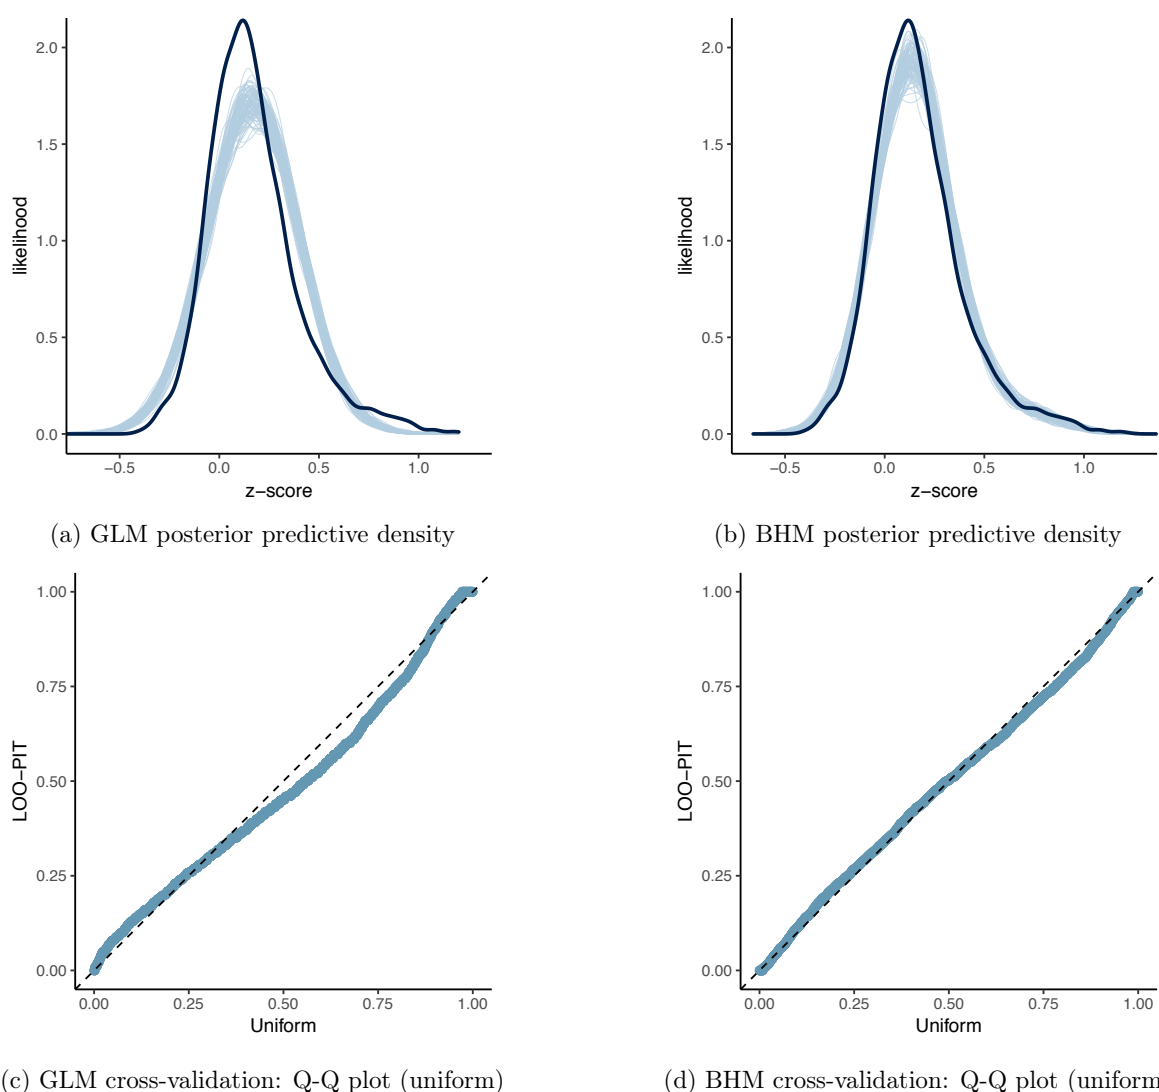 2.0
1.5
1.0
0.5
0.0
likelihood
−0.5 0.0 0.5 1.0
z−score
(a) GLM posterior predictive density
2.0
1.5
1.0
0.5
0.0
likelihood
−0.5 0.0 0.5 1.0
z−score
(b) BHM posterior predictive density
1.00
0.75
0.50
0.25
0.00
LOO−PIT
0.00 0.25 0.50 0.75 1.00
Uniform
(c) GLM cross-validation: Q-Q plot (uniform)
1.00
0.75
0.50
0.25
0.00
LOO−PIT
0.00 0.25 0.50 0.75 1.00
Uniform
(d) BHM cross-validation: Q-Q plot (uniform